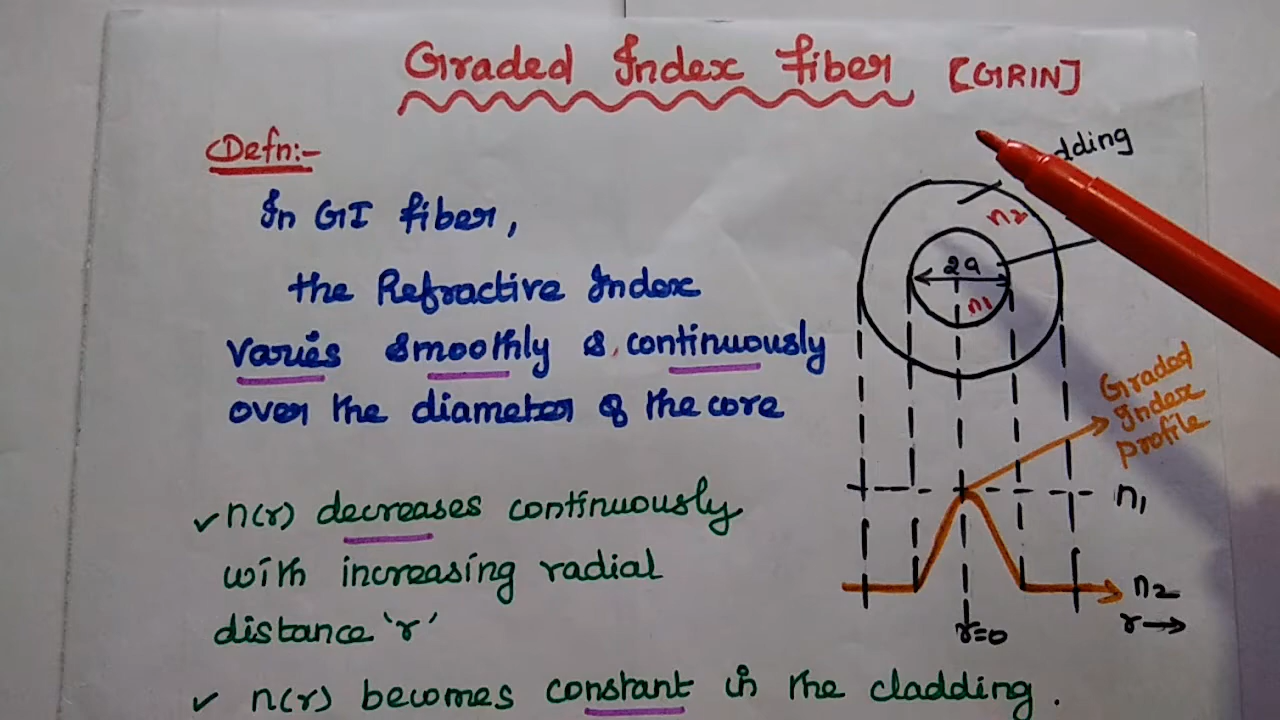 Graded Index Fiber [GRIN]
Defn:-
In GI fiber,
the Refractive Index
varies smoothly & continuously
over the diameter of the core
✓ n(r) decreases continuously
with increasing radial
distance 'r'
✓ n(r) becomes constant in the cladding.
n2
2a
n1
Graded
Index
profile
n1
n2
r=0
r→